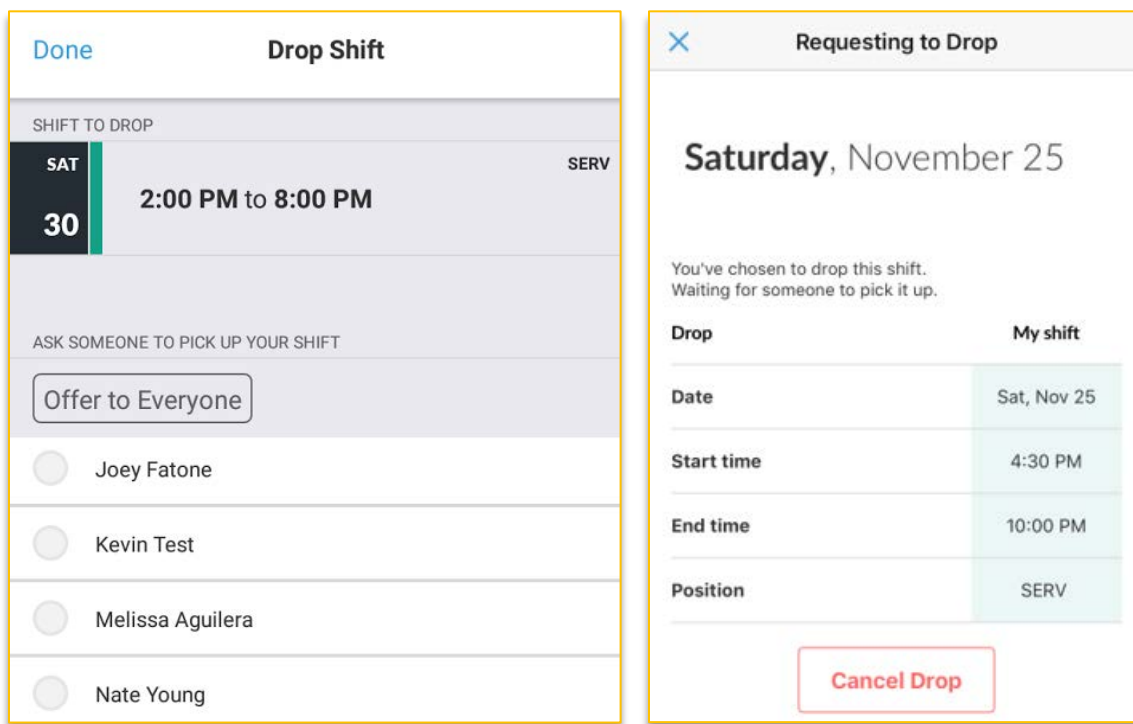 Done Drop Shift
SHIFT TO DROP
SAT SERV
2:00 PM to 8:00 PM
30
ASK SOMEONE TO PICK UP YOUR SHIFT
Offer to Everyone
Joey Fatone
Kevin Test
Melissa Aguilera
Nate Young
Requesting to Drop
Saturday, November 25
You've chosen to drop this shift.
Waiting for someone to pick it up.
Drop My shift
Date Sat, Nov 25
Start time 4:30 PM
End time 10:00 PM
Position SERV
Cancel Drop